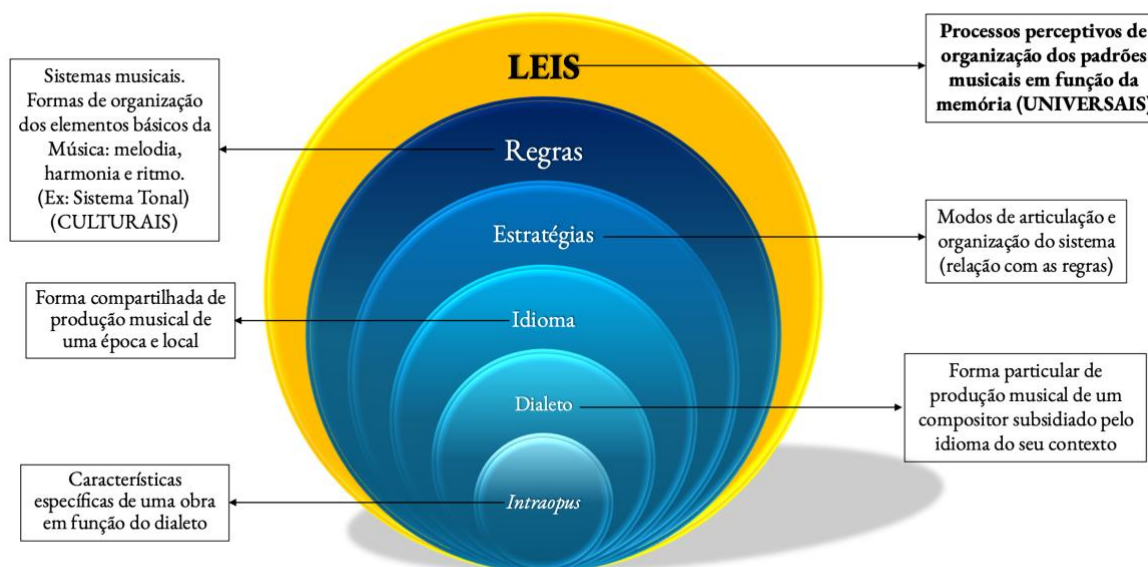 LEIS
Processos perceptivos de
organização dos padrões
musicais em função da
memória (UNIVERSAIS)
Sistemas musicais.
Formas de organização
dos elementos básicos da
Música: melodia,
harmonia e ritmo.
(Ex: Sistema Tonal)
(CULTURAIS)
Regras
Estratégias
Modos de articulação e
organização do sistema
(relação com as regras)
Forma compartilhada de
produção musical de
uma época e local
Idioma
Dialeto
Forma particular de
produção musical de um
compositor subsidiado pelo
idioma do seu contexto
Características
específicas de uma obra
em função do dialeto
Intraopus